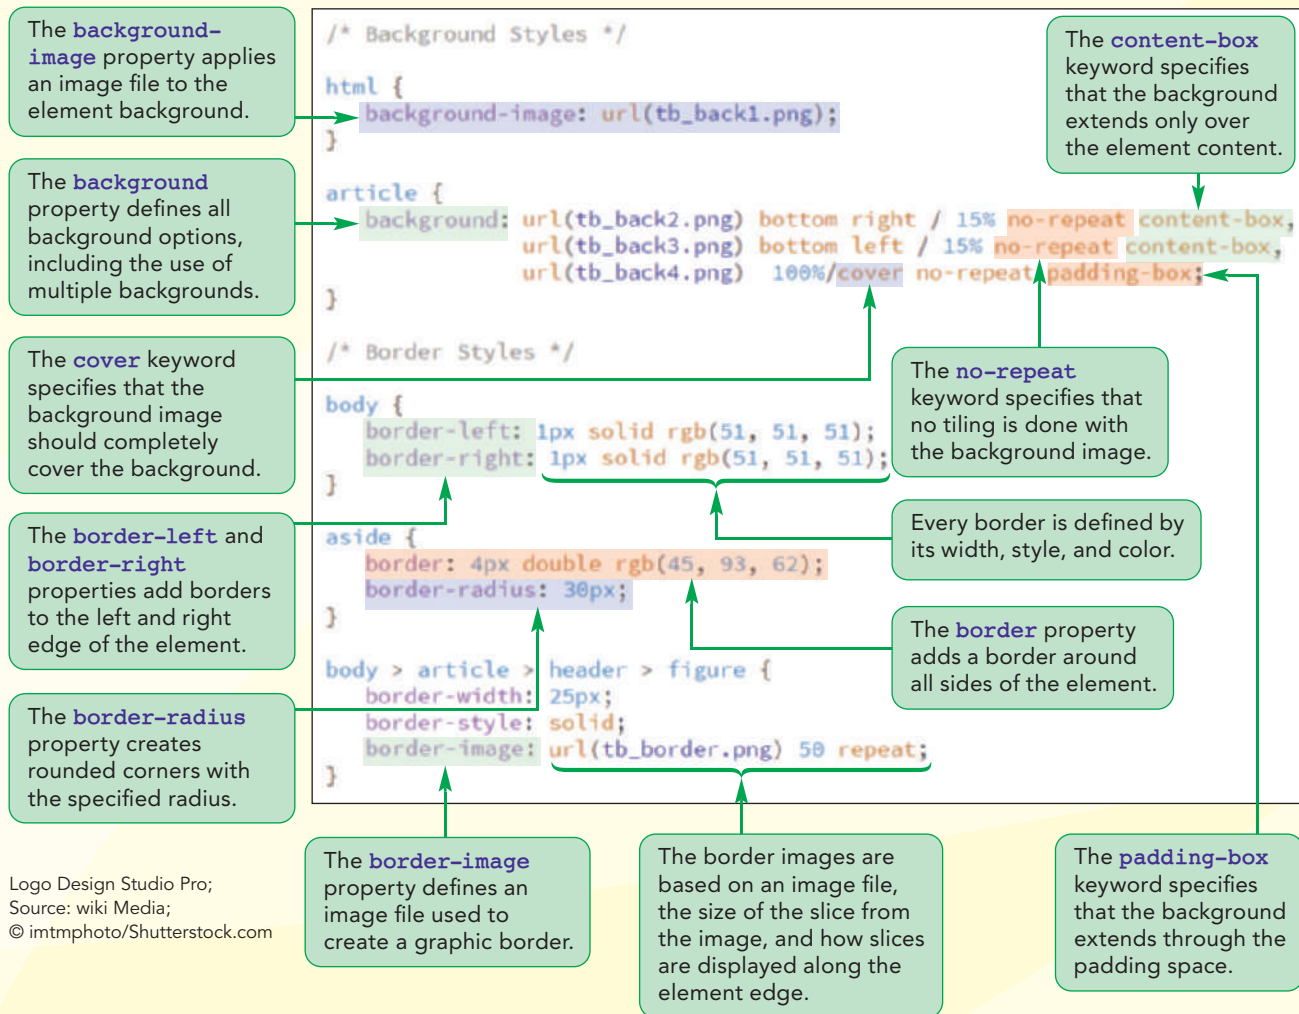 The background-
image property applies
an image file to the
element background.
The background
property defines all
background options,
including the use of
multiple backgrounds.
The cover keyword
specifies that the
background image
should completely
cover the background.
The border-left and
border-right
properties add borders
to the left and right
edge of the element.
The border-radius
property creates
rounded corners with
the specified radius.
/* Background Styles */
html {
background-image: url(tb_back1.png);
}
article {
background: url(tb_back2.png) bottom right / 15% no-repeat content-box,
url(tb_back3.png) bottom left / 15% no-repeat content-box,
url(tb_back4.png) 100%/cover no-repeat padding-box;
}
/* Border Styles */
body {
border-left: 1px solid rgb(51, 51, 51);
border-right: 1px solid rgb(51, 51, 51);
}
aside {
border: 4px double rgb(45, 93, 62);
border-radius: 30px;
}
body > article > header > figure {
border-width: 25px;
border-style: solid;
border-image: url(tb_border.png) 50 repeat;
}
The content-box
keyword specifies
that the background
extends only over
the element content.
The no-repeat
keyword specifies that
no tiling is done with
the background image.
Every border is defined by
its width, style, and color.
The border property
adds a border around
all sides of the element.
Logo Design Studio Pro;
Source: wiki Media;
© imtmphoto/Shutterstock.com
The border-image
property defines an
image file used to
create a graphic border.
The border images are
based on an image file,
the size of the slice from
the image, and how slices
are displayed along the
element edge.
The padding-box
keyword specifies
that the background
extends through the
padding space.